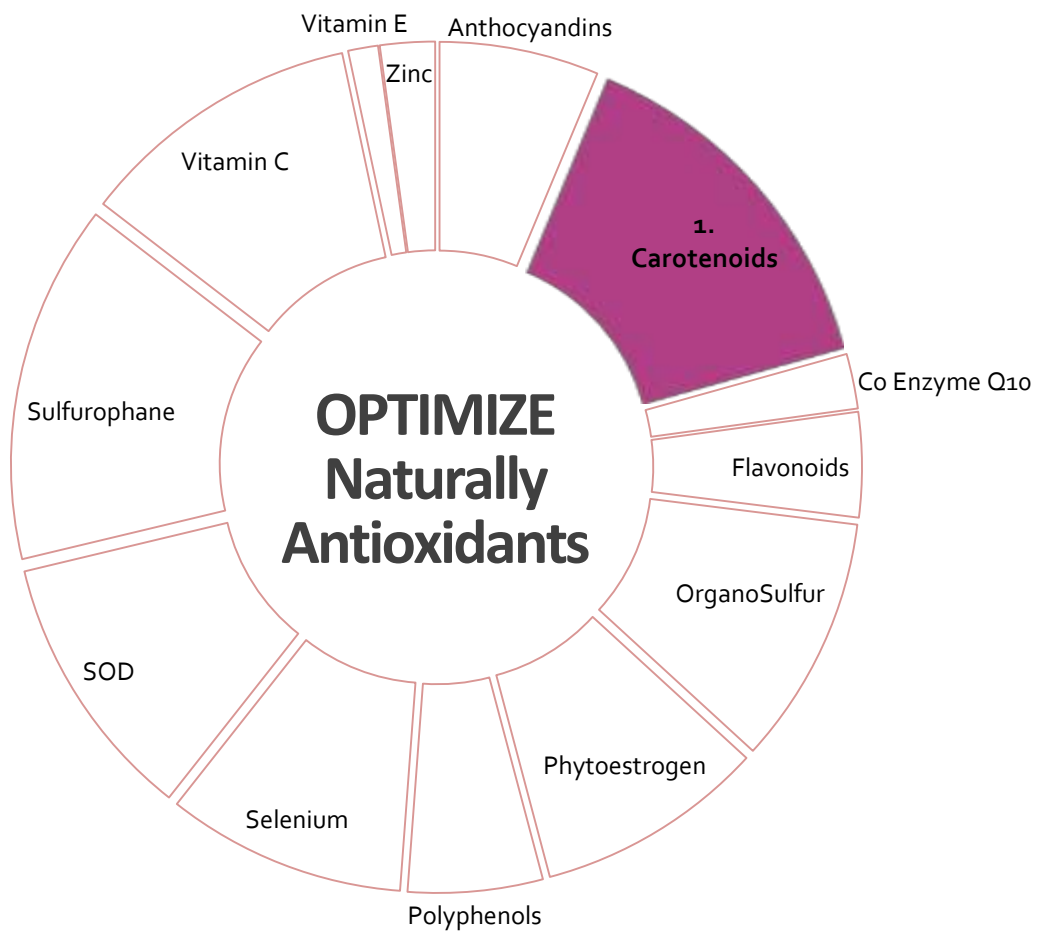 Vitamin E
Anthocyandins
Zinc
Vitamin C
1.
Carotenoids
Co Enzyme Q10
Sulfurophane
OPTIMIZE
Naturally
Antioxidants
Flavonoids
OrganoSulfur
SOD
Phytoestrogen
Selenium
Polyphenols